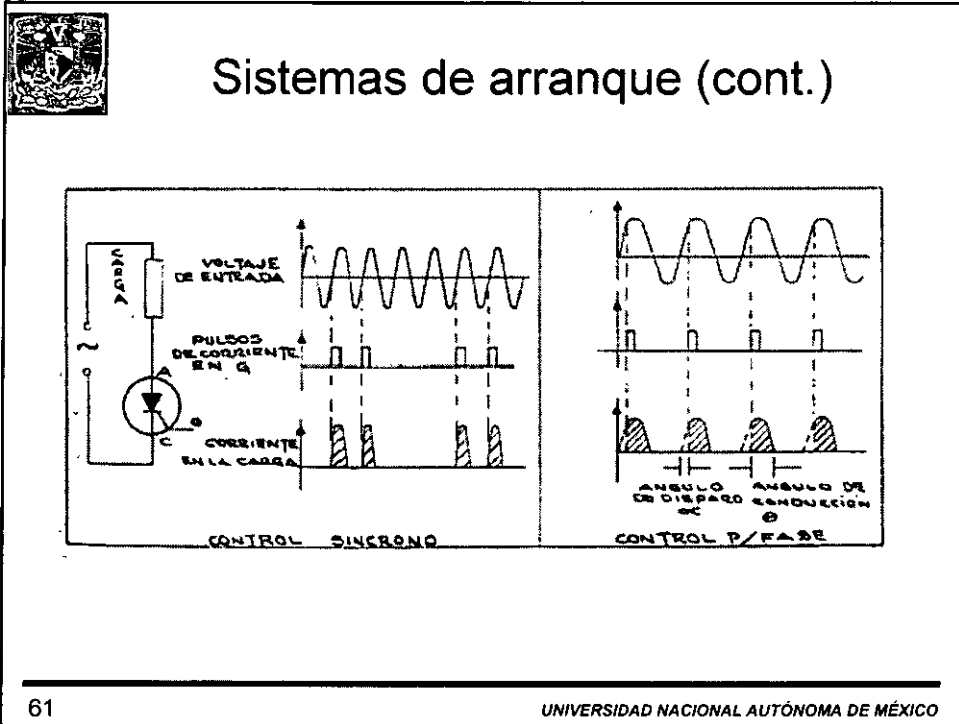 Sistemas de arranque (cont.)
CARGA
VOLTAJE
DE ENTRADA
PULSOS
DE CORRIENTE
EN G
A
G
C
CORRIENTE
EN LA CARGA
CONTROL SINCRONO
ANGULO
DE DISPARO
∝
ANGULO DE
CONDUCCIÓN
θ
CONTROL P/FASE
61
UNIVERSIDAD NACIONAL AUTÓNOMA DE MÉXICO